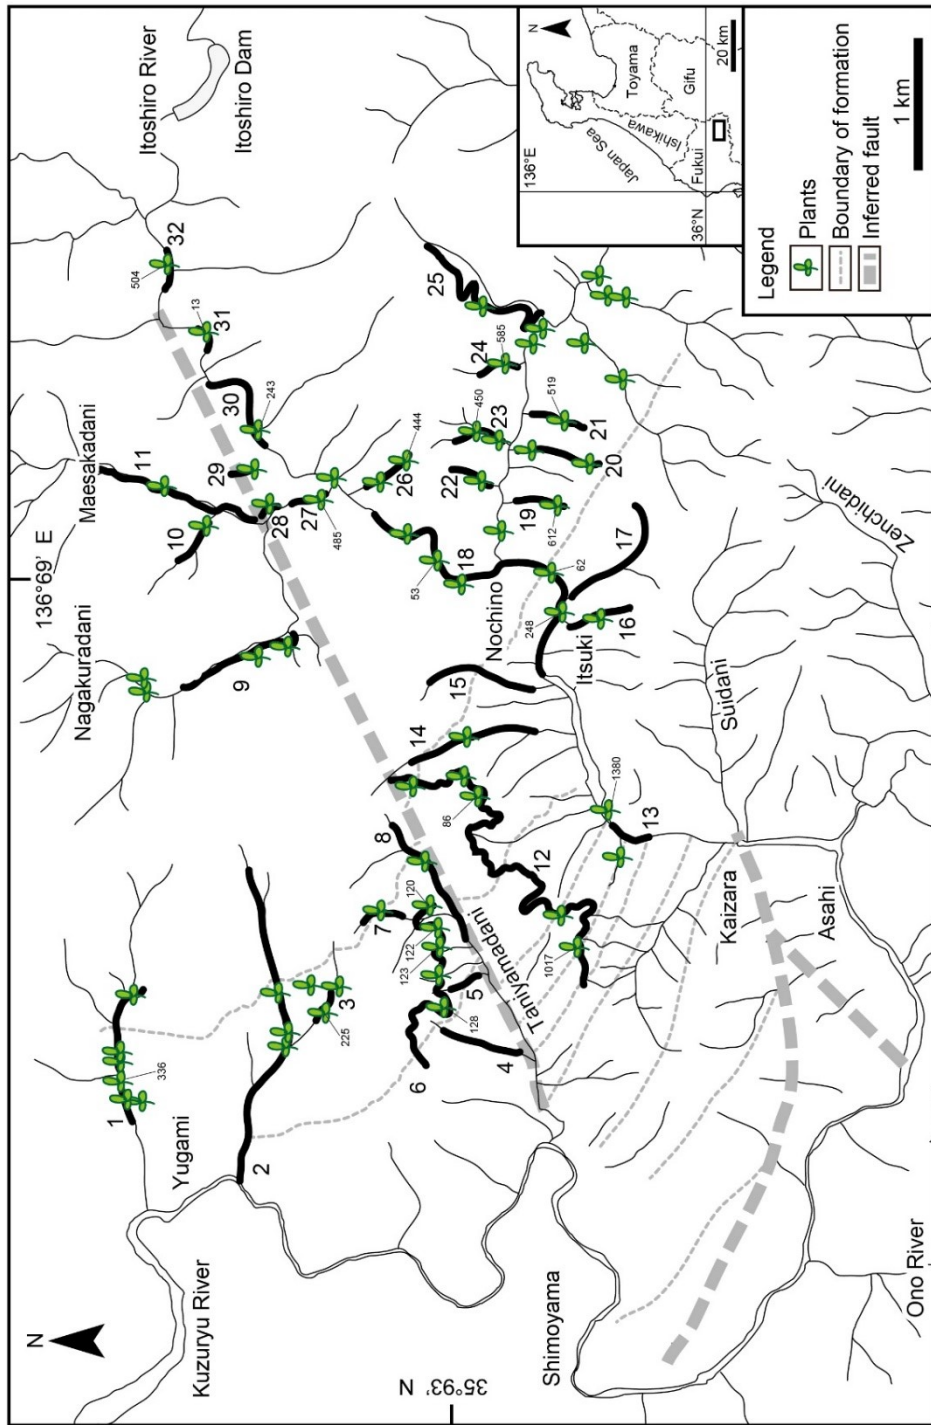 N
Kuzuryu River
Yugami
Nagakuradani
136°69′ E
Maesakadani
Itoshiro River
Itoshiro Dam
1
336
2
3
225
4
5
6
128
123
122
120
7
8
9
10
11
28
29
30
243
31
13
32
504
27
485
26
444
18
53
62
22
23
450
24
585
25
19
612
20
21
519
17
16
248
15
14
86
12
1017
13
1380
35°93′ N
Shimoyama
Taniyamadani
Nochino
Itsuki
Suidani
Zenchidani
Kaizara
Asahi
Ono River
136°E
N
Japan Sea
Toyama
Ishikawa
Gifu
Fukui
36°N
20 km
Legend
Plants
Boundary of formation
Inferred fault
1 km